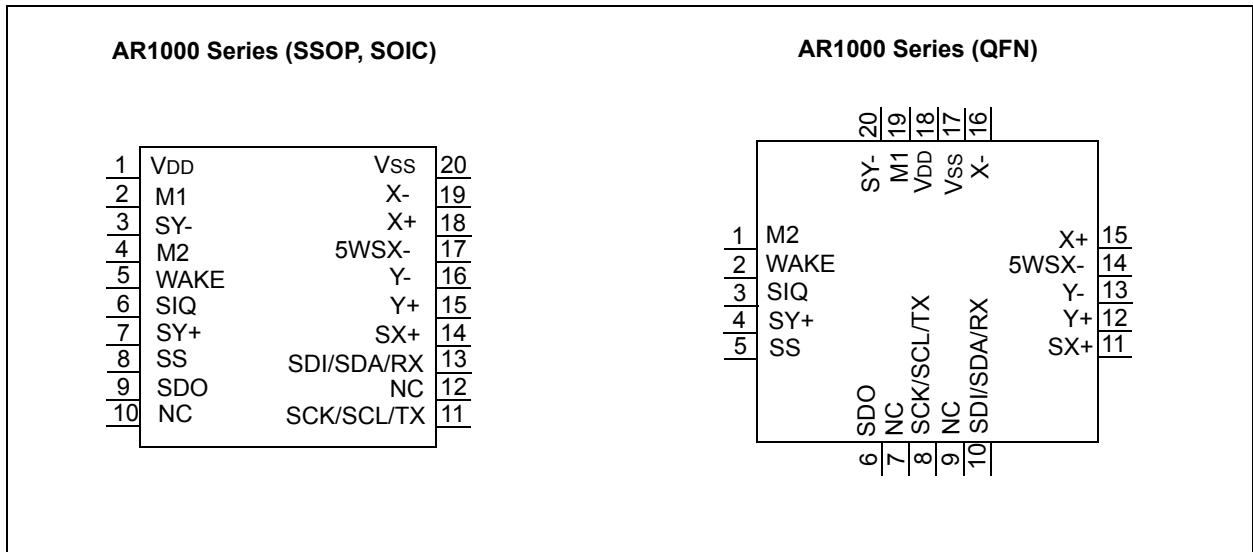 AR1000 Series (SSOP, SOIC)
1 VDD VSS 20
2 M1 X- 19
3 SY- X+ 18
4 M2 5WSX- 17
5 WAKE Y- 16
6 SIQ Y+ 15
7 SY+ SX+ 14
8 SS SDI/SDA/RX 13
9 SDO NC 12
10 NC SCK/SCL/TX 11
AR1000 Series (QFN)
20 19 18 17 16
SY- M1 VDD VSS X-
1 M2 X+ 15
2 WAKE 5WSX- 14
3 SIQ Y- 13
4 SY+ Y+ 12
5 SS SX+ 11
SDO NC SCK/SCL/TX NC SDI/SDA/RX
6 7 8 9 10